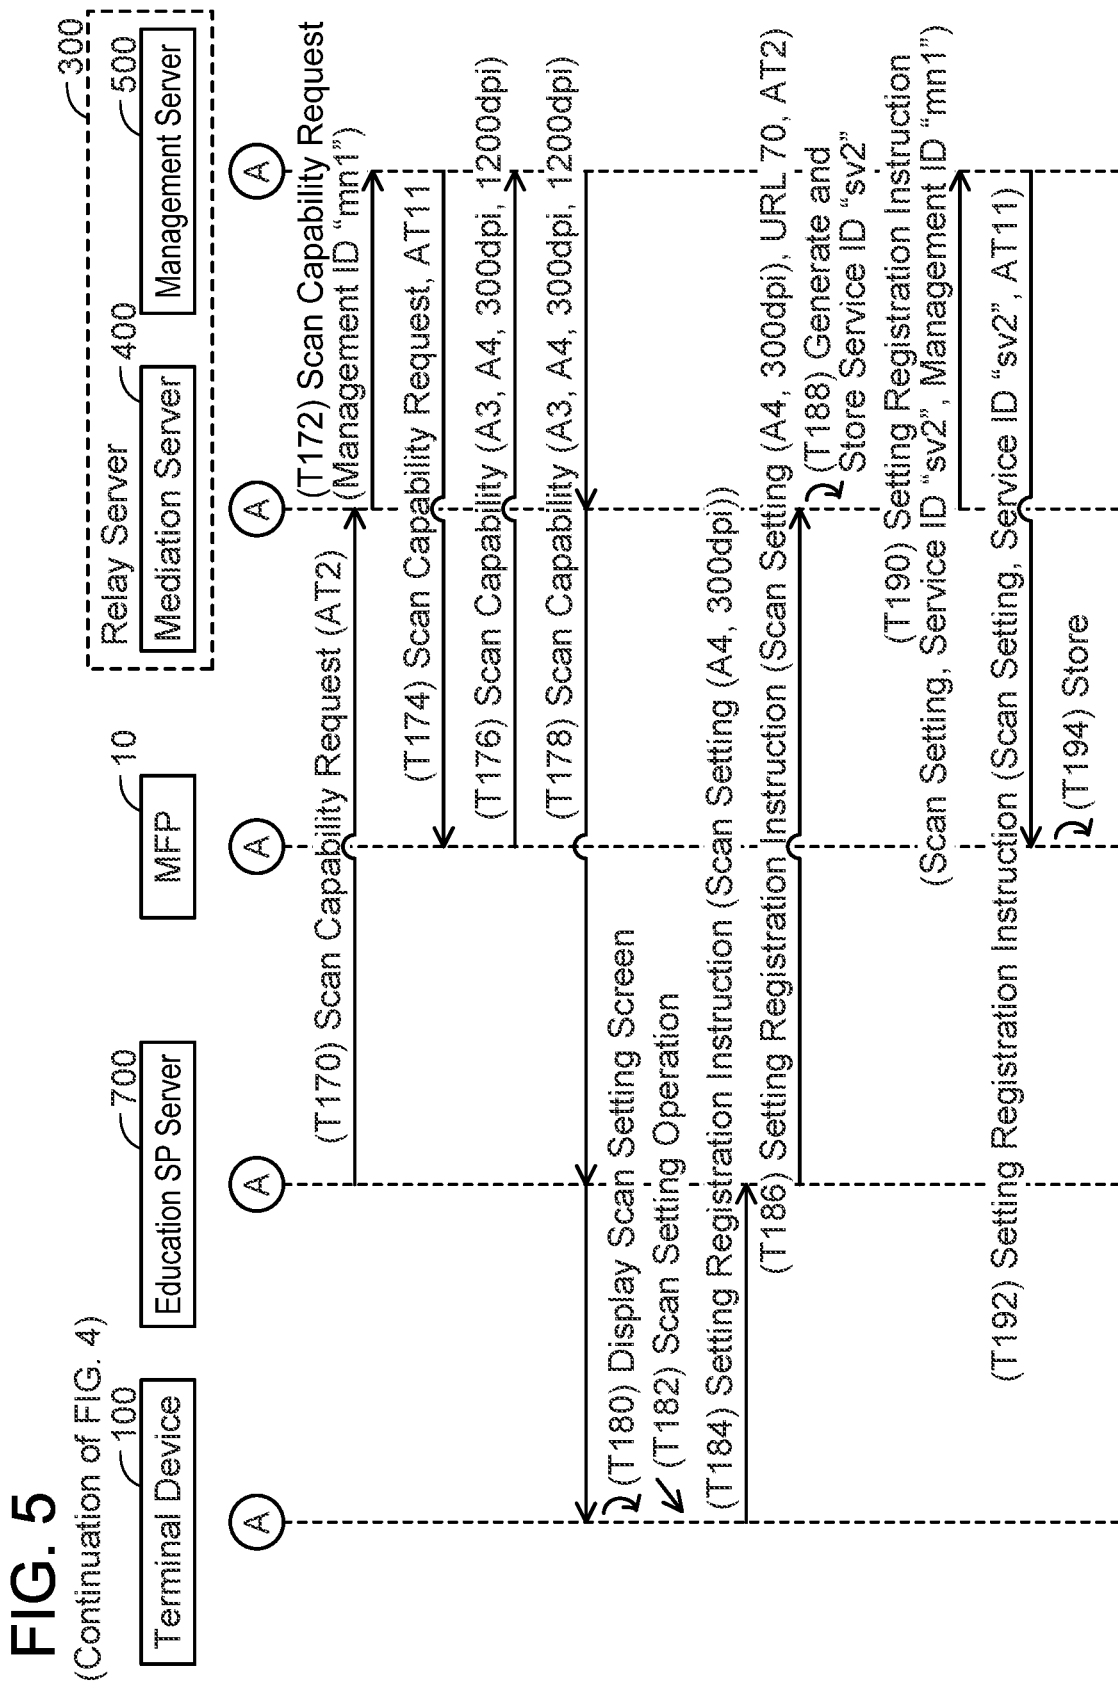 FIG. 5
(Continuation of FIG. 4)
100
Terminal Device
700
Education SP Server
10
MFP
300
Relay Server
400
Mediation Server
500
Management Server
A
A
A
A
A
(T170) Scan Capability Request (AT2)
(T172) Scan Capability Request
(Management ID “mn1”)
(T174) Scan Capability Request, AT11
(T176) Scan Capability (A3, A4, 300dpi, 1200dpi)
(T178) Scan Capability (A3, A4, 300dpi, 1200dpi)
(T180) Display Scan Setting Screen
(T182) Scan Setting Operation
(T184) Setting Registration Instruction (Scan Setting (A4, 300dpi))
(T186) Setting Registration Instruction (Scan Setting (A4, 300dpi), URL 70, AT2)
(T188) Generate and
Store Service ID “sv2”
(T190) Setting Registration Instruction
(Scan Setting, Service ID “sv2”, Management ID “mn1”)
(T192) Setting Registration Instruction (Scan Setting, Service ID “sv2”, AT11)
(T194) Store